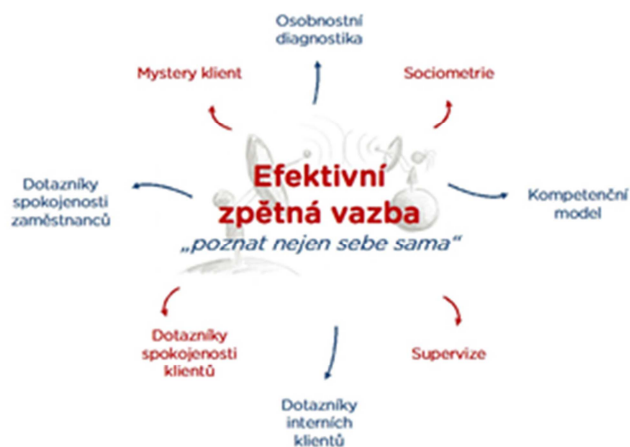 Osobnostní
diagnostika
Mystery klient
Sociometrie
Efektivní
zpětná vazba
„poznat nejen sebe sama“
Dotazníky
spokojenosti
zaměstnanců
Kompetenční
model
Dotazníky
spokojenosti
klientů
Supervize
Dotazníky
interních
klientů